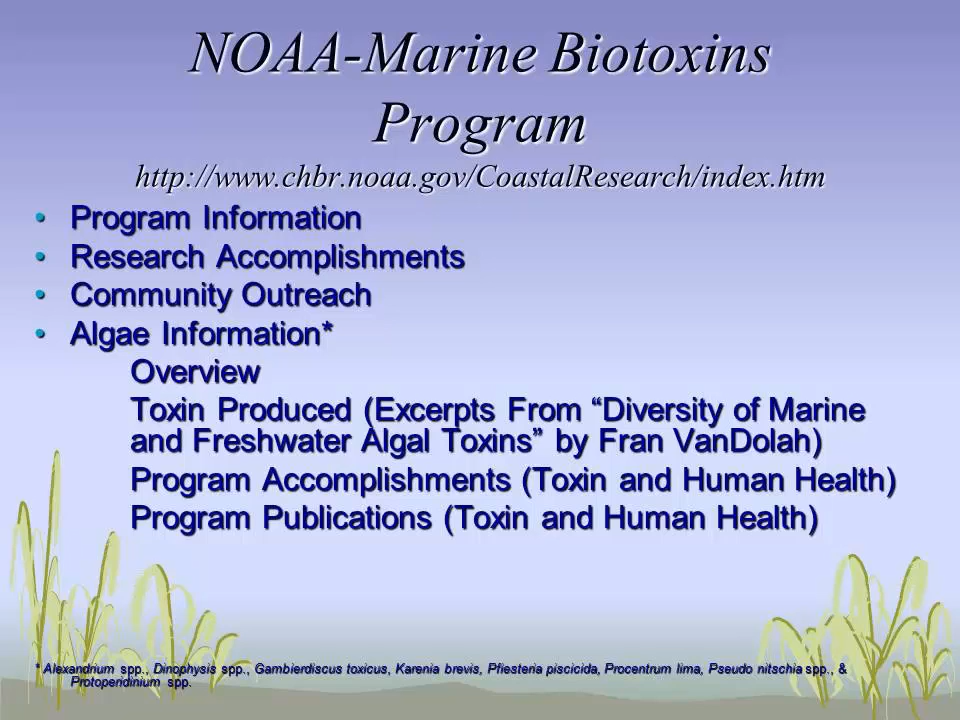 NOAA-Marine Biotoxins
Program
http://www.chbr.noaa.gov/CoastalResearch/index.htm
• Program Information
• Research Accomplishments
• Community Outreach
• Algae Information*
Overview
Toxin Produced (Excerpts From “Diversity of Marine
and Freshwater Algal Toxins” by Fran VanDolah)
Program Accomplishments (Toxin and Human Health)
Program Publications (Toxin and Human Health)
* Alexandrium spp., Dinophysis spp., Gambierdiscus toxicus, Karenia brevis, Pfiesteria piscicida, Procentrum lima, Pseudo nitschia spp., &
Protoperidinium spp.